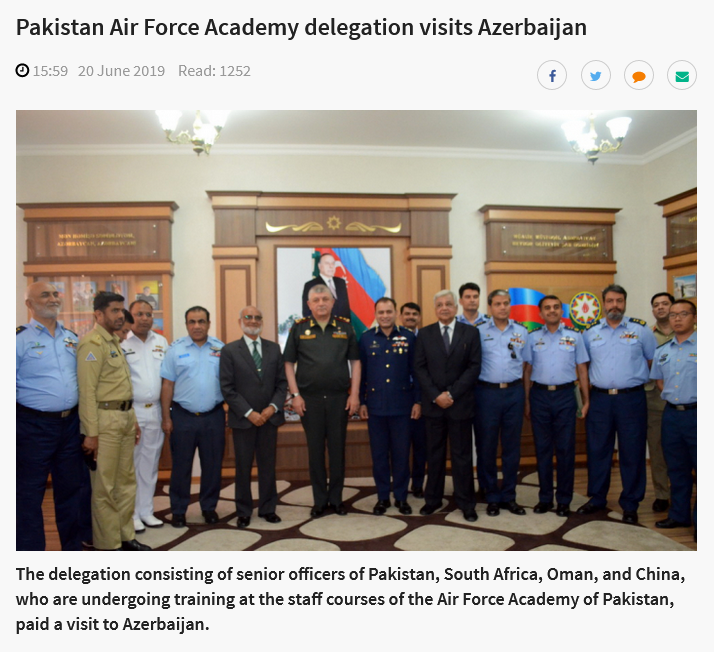 Pakistan Air Force Academy delegation visits Azerbaijan
15:59 20 June 2019 Read: 1252
The delegation consisting of senior officers of Pakistan, South Africa, Oman, and China,
who are undergoing training at the staff courses of the Air Force Academy of Pakistan,
paid a visit to Azerbaijan.